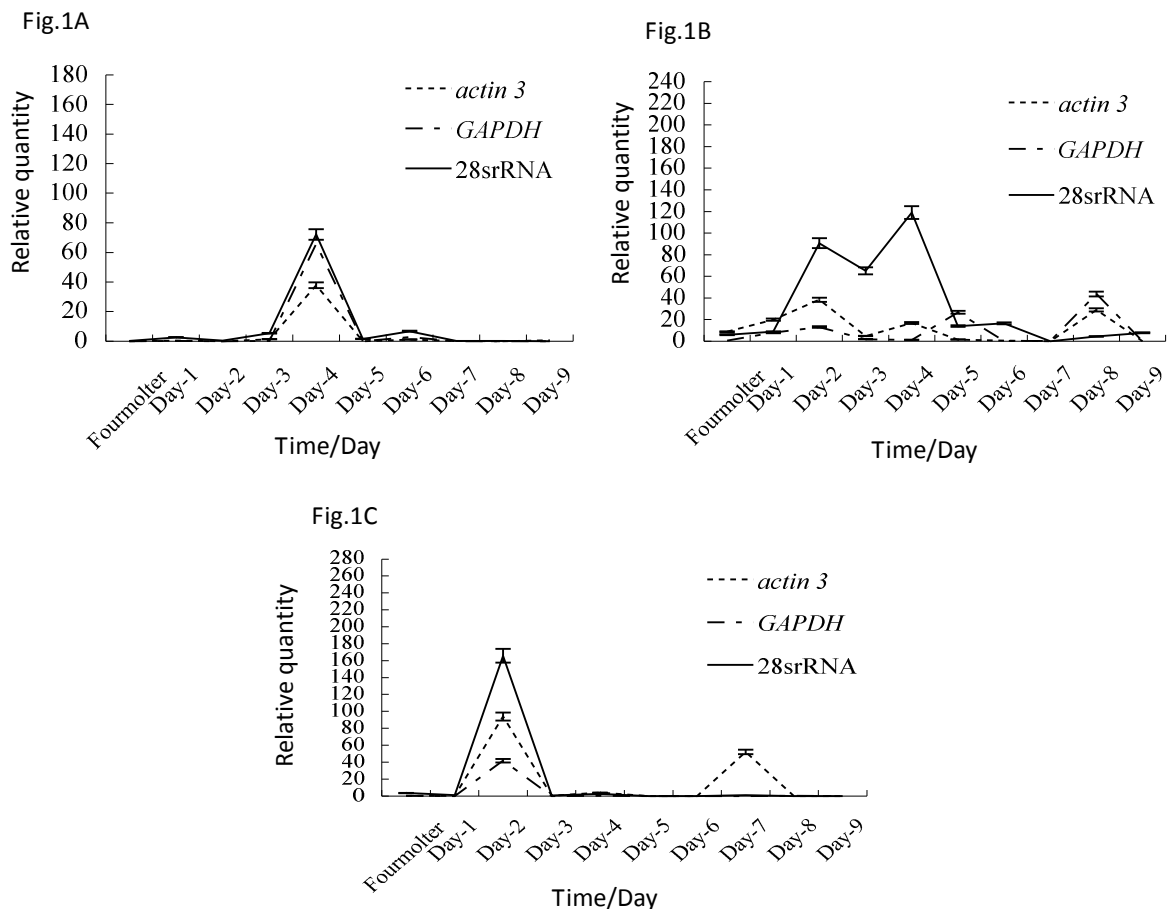 Fig.1A
Relative quantity
180
160
140
120
100
80
60
40
20
0
actin 3
GAPDH
28srRNA
Fourmolter
Day-1
Day-2
Day-3
Day-4
Day-5
Day-6
Day-7
Day-8
Day-9
Time/Day
Fig.1B
Relative quantity
240
220
200
180
160
140
120
100
80
60
40
20
0
actin 3
GAPDH
28srRNA
Fourmolter
Day-1
Day-2
Day-3
Day-4
Day-5
Day-6
Day-7
Day-8
Day-9
Time/Day
Fig.1C
Relative quantity
280
260
240
220
200
180
160
140
120
100
80
60
40
20
0
actin 3
GAPDH
28srRNA
Fourmolter
Day-1
Day-2
Day-3
Day-4
Day-5
Day-6
Day-7
Day-8
Day-9
Time/Day